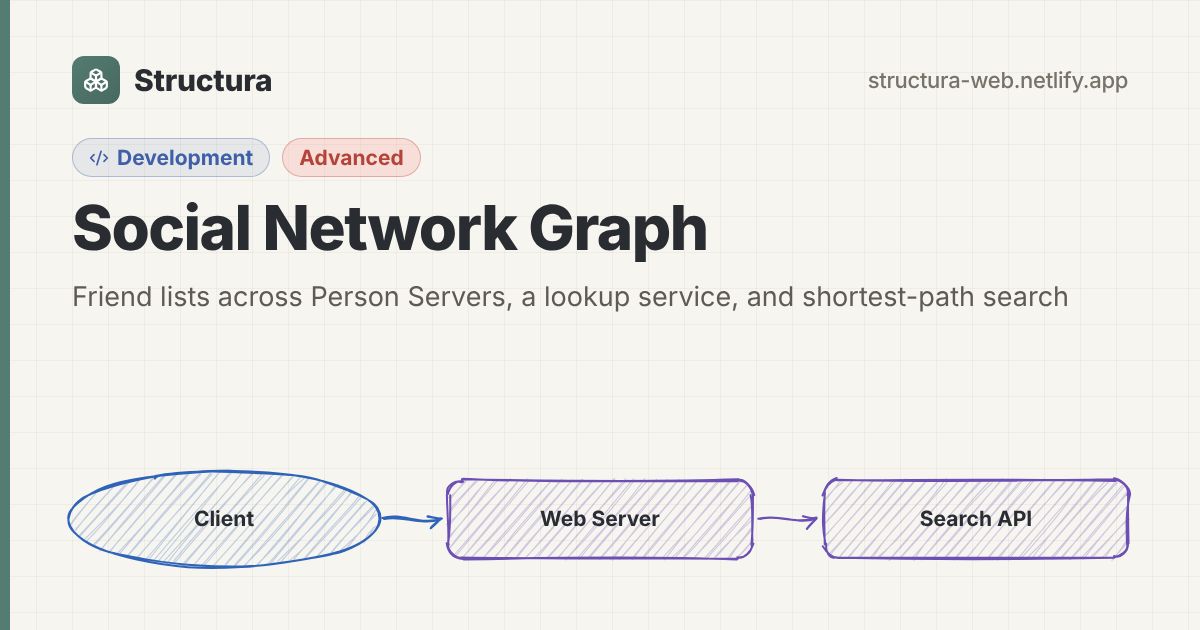 Structura
structura-web.netlify.app
Development
Advanced
Social Network Graph
Friend lists across Person Servers, a lookup service, and shortest-path search
Client
Web Server
Search API